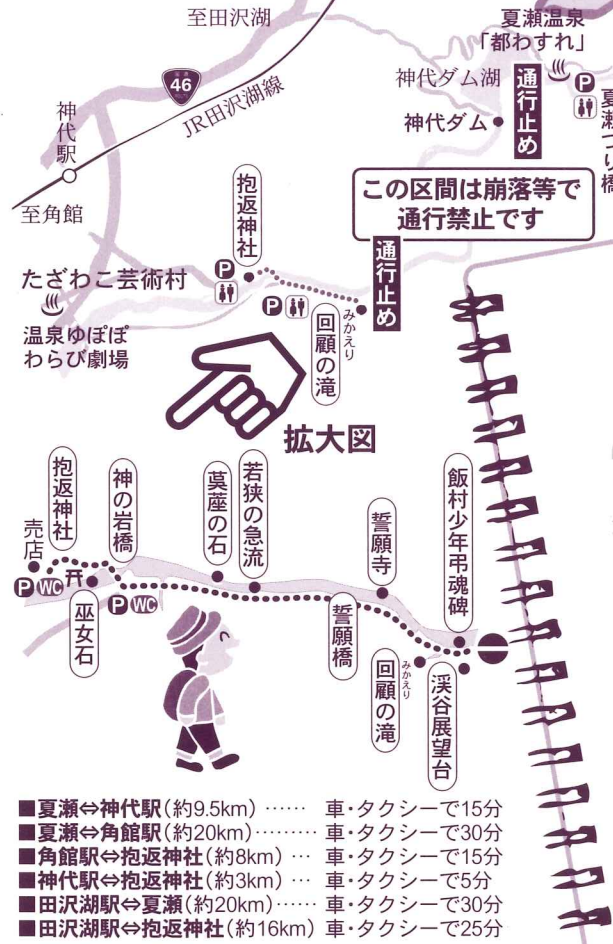 至田沢湖
夏瀬温泉
「都わすれ」
国道
46
JR田沢湖線
神代駅
至角館
神代ダム湖
神代ダム
通行止め
P
夏瀬つり橋
この区間は崩落等で
通行禁止です
通行止め
抱返神社
P
たざわこ芸術村
温泉ゆぽぽ
わらび劇場
P
回顧の滝
みかえり
拡大図
抱返神社
売店
P WC
巫女石
神の岩橋
P WC
茣座の石
若狭の急流
誓願橋
誓願寺
回顧の滝
みかえり
飯村少年弔魂碑
渓谷展望台
■夏瀬⇔神代駅(約9.5km)…… 車・タクシーで15分
■夏瀬⇔角館駅(約20km)……… 車・タクシーで30分
■角館駅⇔抱返神社(約8km)… 車・タクシーで15分
■神代駅⇔抱返神社(約3km)… 車・タクシーで5分
■田沢湖駅⇔夏瀬(約20km)…… 車・タクシーで30分
■田沢湖駅⇔抱返神社(約16km) 車・タクシーで25分